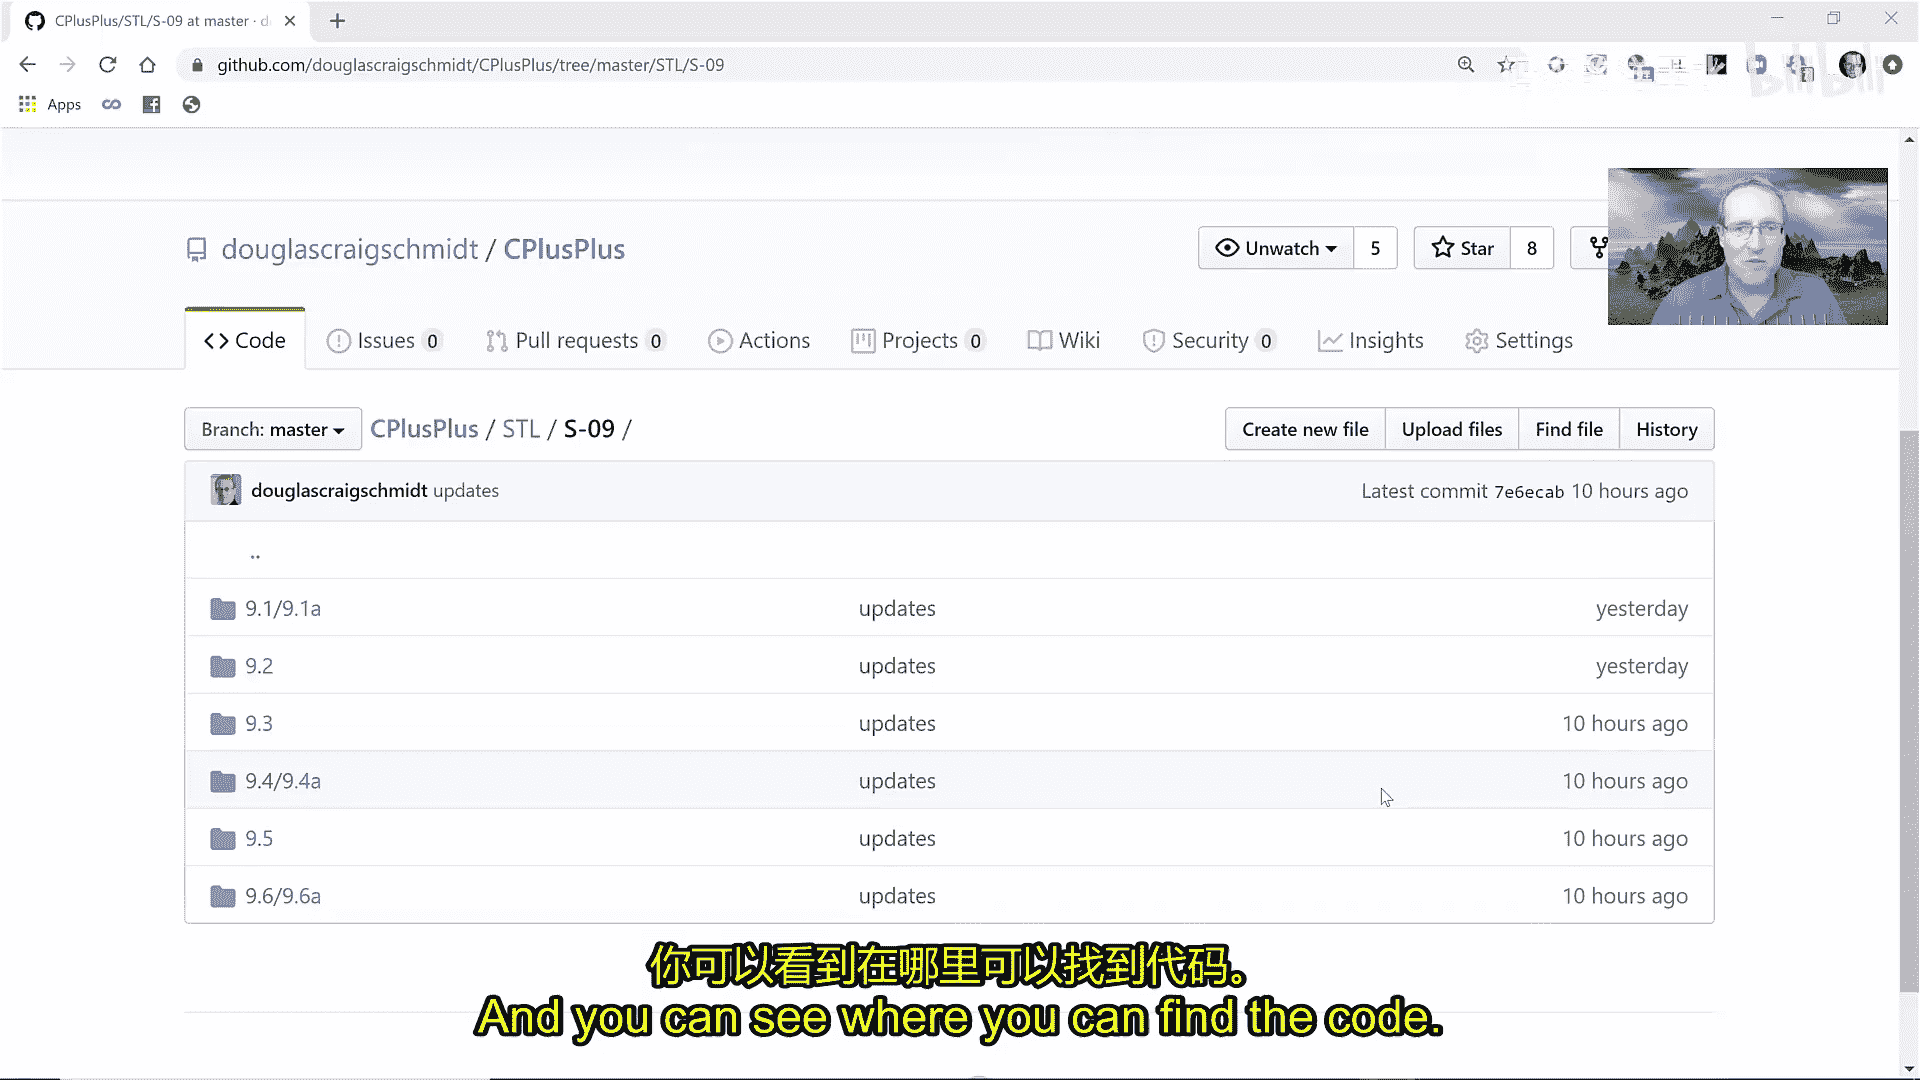 CPlusPlus/STL/S-09 at master · d
github.com/douglascraigschmidt/CPlusPlus/tree/master/STL/S-09
Apps
bilibili
douglascraigschmidt / CPlusPlus
Unwatch 5 Star 8
Code Issues 0 Pull requests 0 Actions Projects 0 Wiki Security 0 Insights Settings
Branch: master CPlusPlus / STL / S-09 / Create new file Upload files Find file History
douglascraigschmidt updates Latest commit 7e6ecab 10 hours ago
..
9.1/9.1a updates yesterday
9.2 updates yesterday
9.3 updates 10 hours ago
9.4/9.4a updates 10 hours ago
9.5 updates 10 hours ago
9.6/9.6a updates 10 hours ago
你可以看到在哪里可以找到代码。
And you can see where you can find the code.